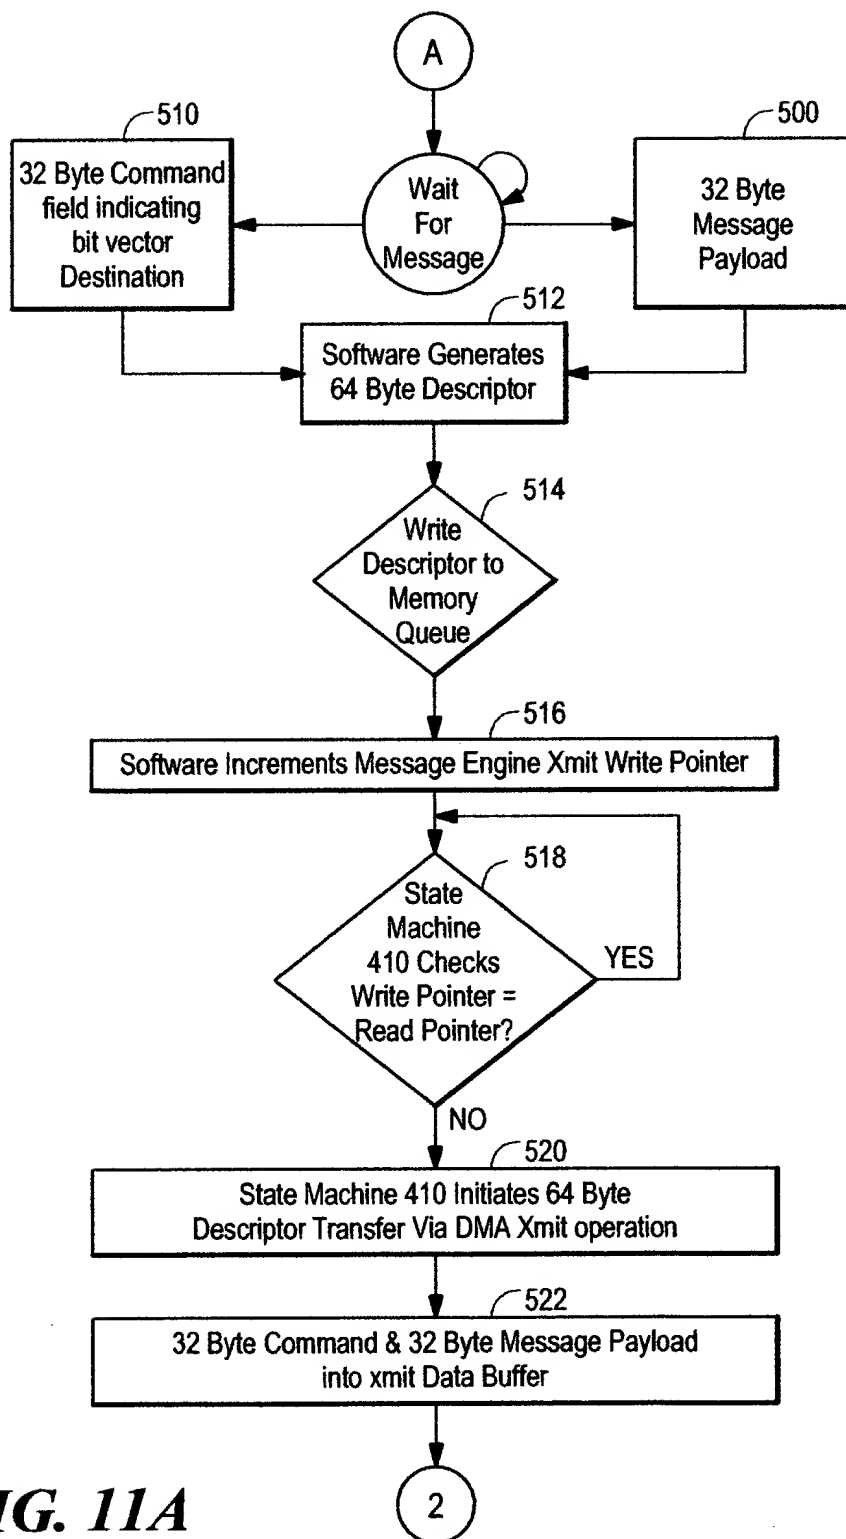 A
510
32 Byte Command
field indicating
bit vector
Destination
Wait
For
Message
500
32 Byte
Message
Payload
512
Software Generates
64 Byte Descriptor
514
Write
Descriptor to
Memory
Queue
516
Software Increments Message Engine Xmit Write Pointer
518
State
Machine
410 Checks
Write Pointer =
Read Pointer?
YES
NO
520
State Machine 410 Initiates 64 Byte
Descriptor Transfer Via DMA Xmit operation
522
32 Byte Command & 32 Byte Message Payload
into xmit Data Buffer
2
IG. 11A